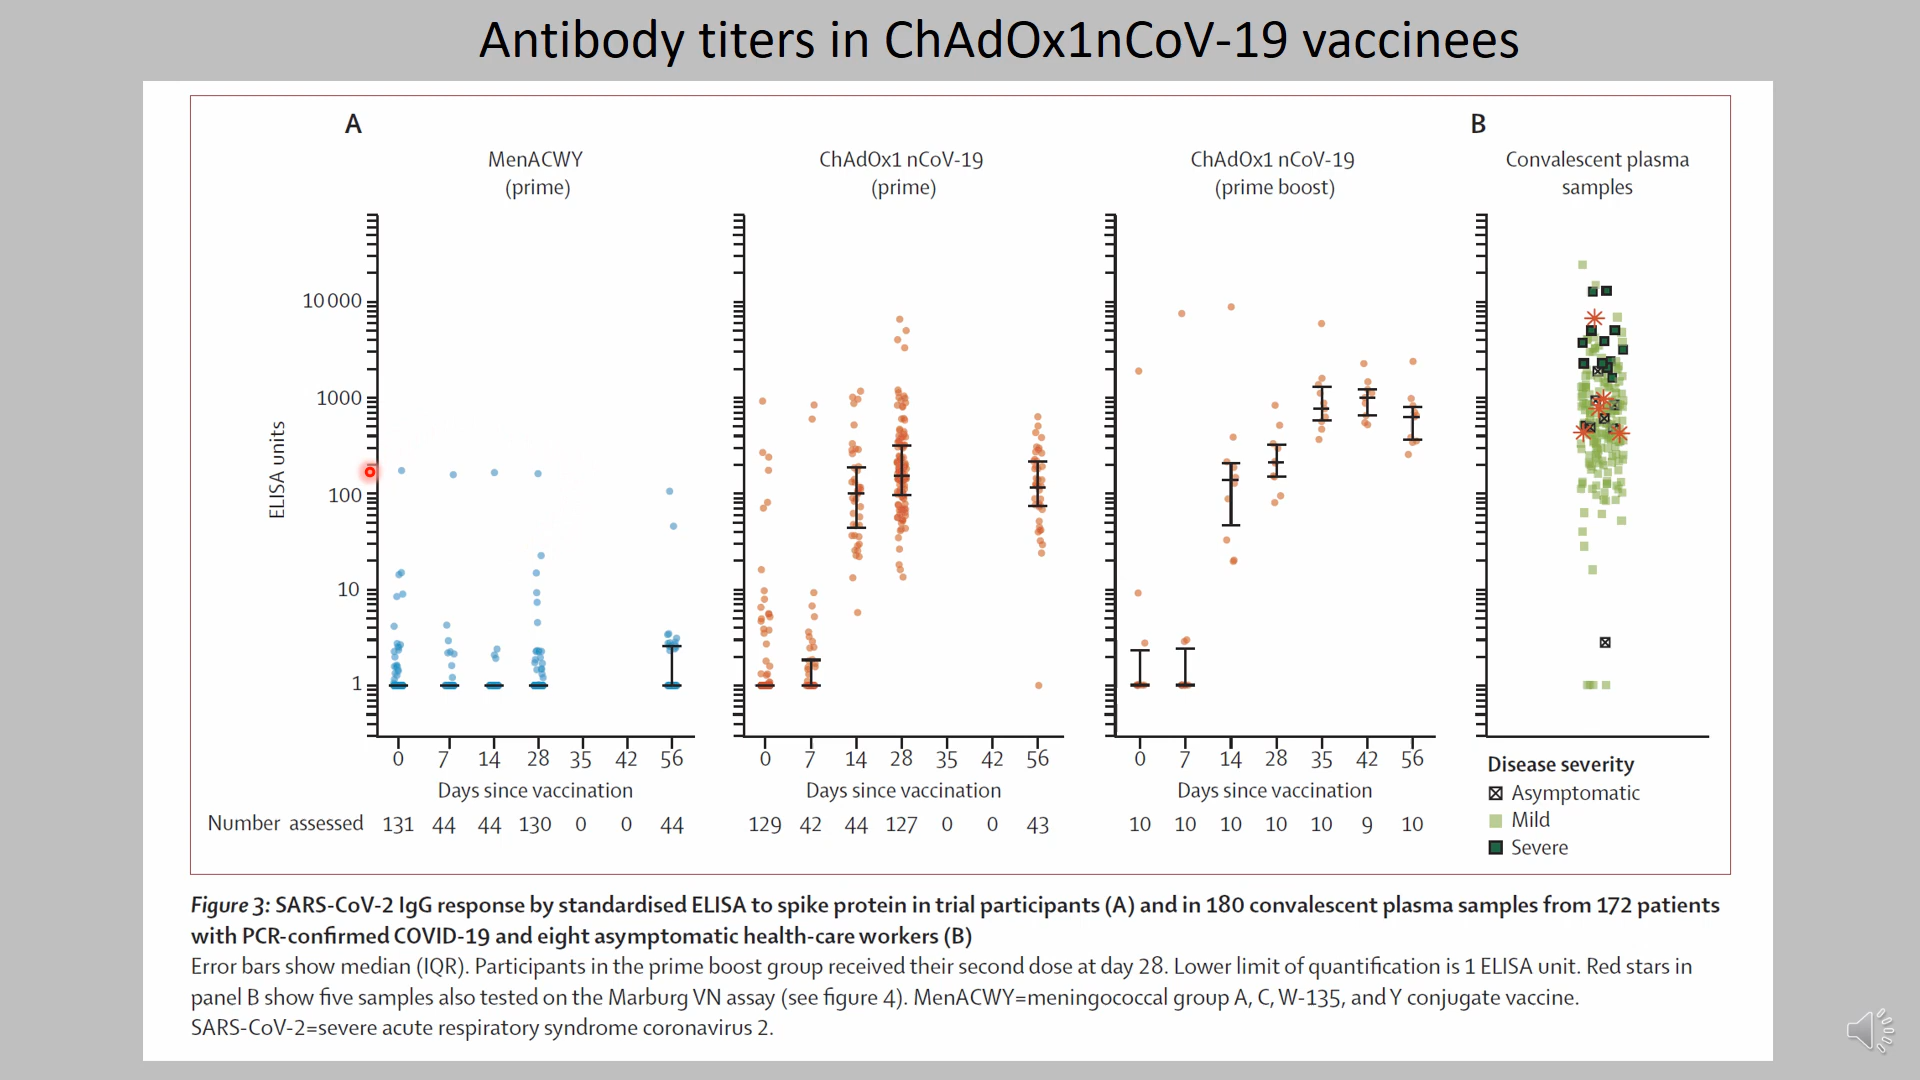 Antibody titers in ChAdOx1nCoV-19 vaccinees
A
MenACWY
(prime)
ChAdOx1 nCoV-19
(prime)
ChAdOx1 nCoV-19
(prime boost)
B
Convalescent plasma
samples
ELISA units
10 000
1000
100
10
1
0 7 14 28 35 42 56
0 7 14 28 35 42 56
0 7 14 28 35 42 56
Days since vaccination
Days since vaccination
Days since vaccination
Number assessed 131 44 44 130 0 0 44
129 42 44 127 0 0 43
10 10 10 10 10 9 10
Disease severity
Asymptomatic
Mild
Severe
Figure 3: SARS-CoV-2 IgG response by standardised ELISA to spike protein in trial participants (A) and in 180 convalescent plasma samples from 172 patients
with PCR-confirmed COVID-19 and eight asymptomatic health-care workers (B)
Error bars show median (IQR). Participants in the prime boost group received their second dose at day 28. Lower limit of quantification is 1 ELISA unit. Red stars in
panel B show five samples also tested on the Marburg VN assay (see figure 4). MenACWY=meningococcal group A, C, W-135, and Y conjugate vaccine.
SARS-CoV-2=severe acute respiratory syndrome coronavirus 2.